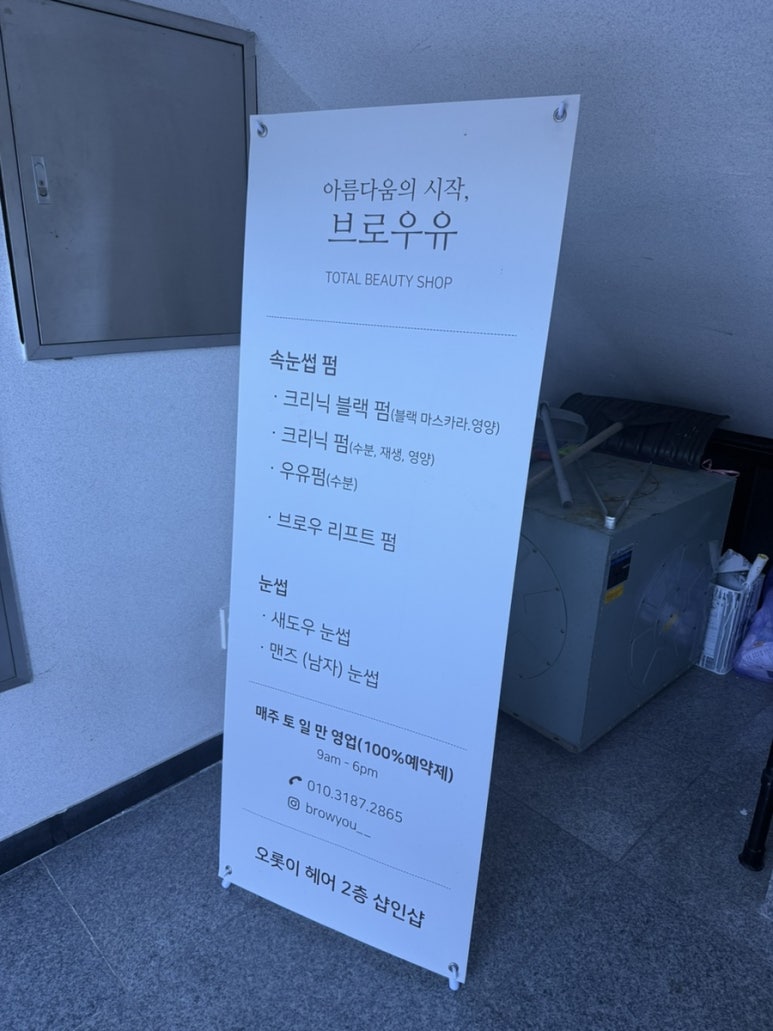 아름다움의 시작,
브로우유
TOTAL BEAUTY SHOP
속눈썹 펌
· 크리닉 블랙 펌(블랙 마스카라.영양)
· 크리닉 펌(수분, 재생, 영양)
· 우유펌(수분)
· 브로우 리프트 펌
눈썹
· 섀도우 눈썹
· 맨즈 (남자) 눈썹
매주 토 일 만 영업(100%예약제)
9am - 6pm
010.3187.2865
browyou__
오롯이 헤어 2층 샵인샵